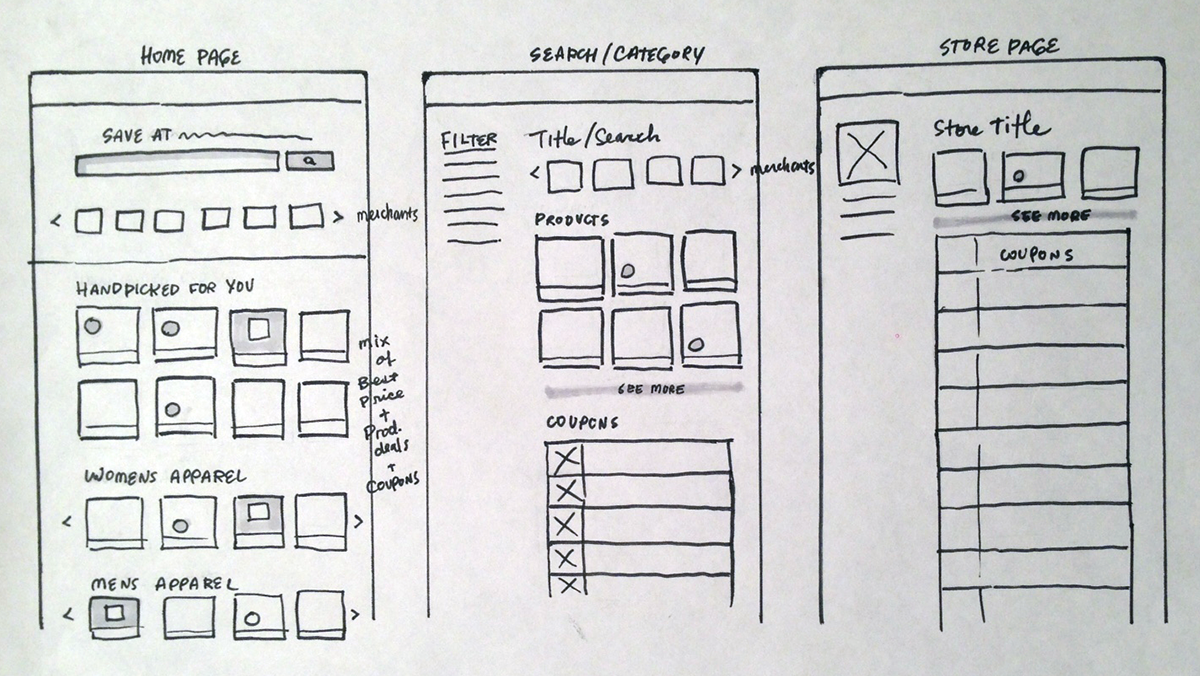 HOME PAGE
SAVE AT
merchants
HANDPICKED FOR YOU
mix
of
Best
Price
+
Prod.
deals
+
COUPONS
WOMENS APPAREL
MENS APPAREL
SEARCH/CATEGORY
FILTER
Title/Search
merchants
PRODUCTS
SEE MORE
COUPONS
STORE PAGE
Store Title
SEE MORE
COUPONS